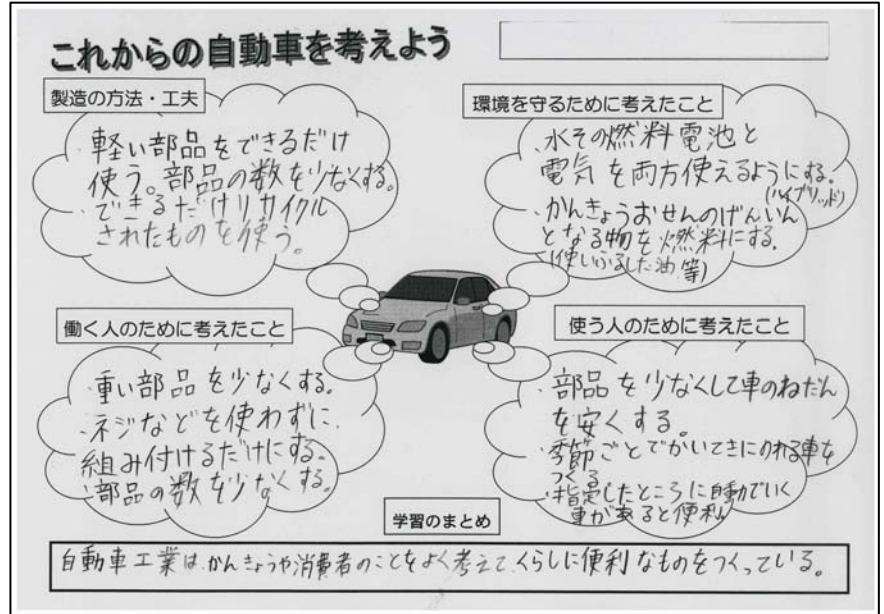 これからの自動車を考えよう
製造の方法・工夫
・軽い部品をできるだけ
使う。部品の数を少なくする。
・できるだけリサイクル
されたものを使う。
環境を守るために考えたこと
・水その燃料電池と
電気を両方使えるようにする。
(ハイブリッド)
・かんきょうおせんのげんいん
となる物を燃料にする。
(使いふるした油等)
働く人のために考えたこと
・重い部品を少なくする。
・ネジなどを使わずに、
組み付けるだけにする。
・部品の数を少なくする。
使う人のために考えたこと
・部品を少なくして車のねだん
を安くする。
・季節ごとでかいてきにのれる車を
つくる
・指定したところに自動でいく
車があると便利。
学習のまとめ
自動車工業は、かんきょうや消費者のことをよく考えて、くらしに便利なものをつくっている。